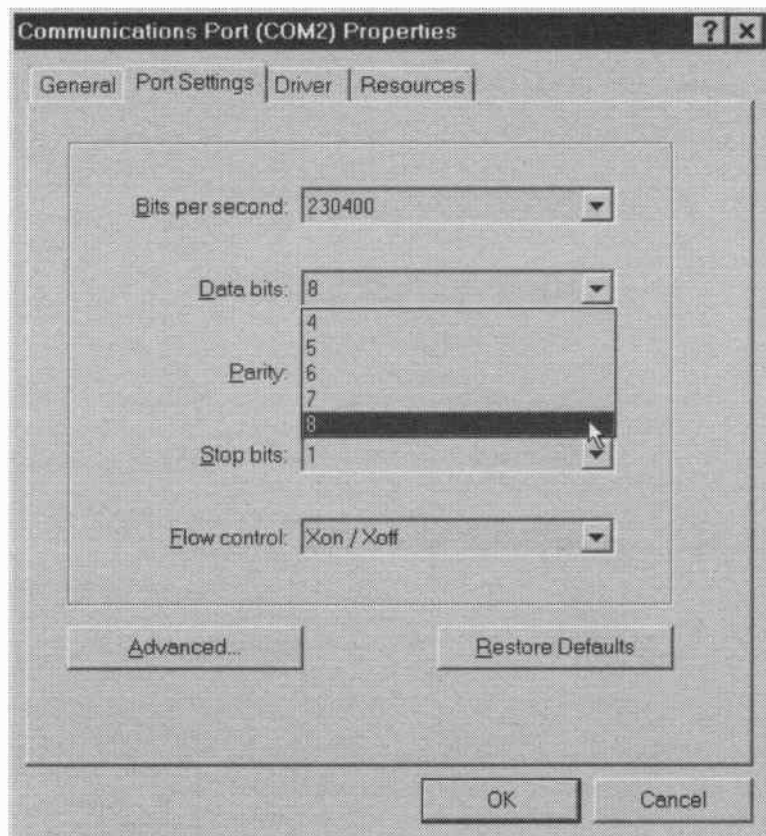 Communications Port (COM2) Properties
General Port Settings Driver Resources
Bits per second: 230400
Data bits: 8
4
5
Parity: 6
7
8
Stop bits: 1
Flow control: Xon / Xoff
Advanced... Restore Defaults
OK Cancel